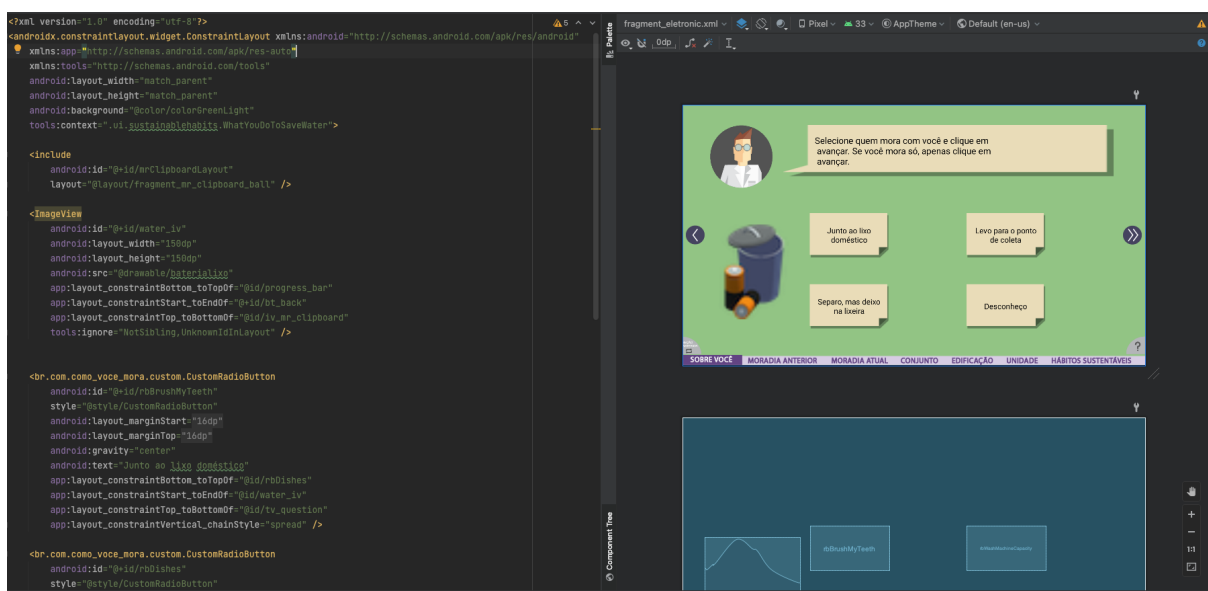 <?xml version="1.0" encoding="utf-8"?>
<androidx.constraintlayout.widget.ConstraintLayout xmlns:android="http://schemas.android.com/apk/res/android"
xmlns:app="http://schemas.android.com/apk/res-auto"
xmlns:tools="http://schemas.android.com/tools"
android:layout_width="match_parent"
android:layout_height="match_parent"
android:background="@color/colorGreenLight"
tools:context=".ui.sustainablehabits.WhatYouDoToSaveWater">
<include
android:id="@+id/mrClipboardLayout"
layout="@layout/fragment_mr_clipboard_ball" />
<ImageView
android:id="@+id/water_iv"
android:layout_width="150dp"
android:layout_height="150dp"
android:src="@drawable/baterialixo"
app:layout_constraintBottom_toTopOf="@id/progress_bar"
app:layout_constraintStart_toEndOf="@+id/bt_back"
app:layout_constraintTop_toBottomOf="@id/iv_mr_clipboard"
tools:ignore="NotSibling,UnknownIdInLayout" />
<br.com.como_voce_mora.custom.CustomRadioButton
android:id="@+id/rbBrushMyTeeth"
style="@style/CustomRadioButton"
android:layout_marginStart="16dp"
android:layout_marginTop="16dp"
android:gravity="center"
android:text="Junto ao lixo doméstico"
app:layout_constraintBottom_toTopOf="@id/rbDishes"
app:layout_constraintStart_toEndOf="@id/water_iv"
app:layout_constraintTop_toBottomOf="@id/tv_question"
app:layout_constraintVertical_chainStyle="spread" />
<br.com.como_voce_mora.custom.CustomRadioButton
android:id="@+id/rbDishes"
style="@style/CustomRadioButton"
5
Palette
Component Tree
fragment_eletronic.xml Pixel 33 AppTheme Default (en-us)
0dp
Selecione quem mora com você e clique em
avançar. Se você mora só, apenas clique em
avançar.
Junto ao lixo
doméstico
Levo para o ponto
de coleta
Separo, mas deixo
na lixeira
Desconheço
?
SOBRE VOCÊ MORADIA ANTERIOR MORADIA ATUAL CONJUNTO EDIFICAÇÃO UNIDADE HÁBITOS SUSTENTÁVEIS
rbBrushMyTeeth
1:1